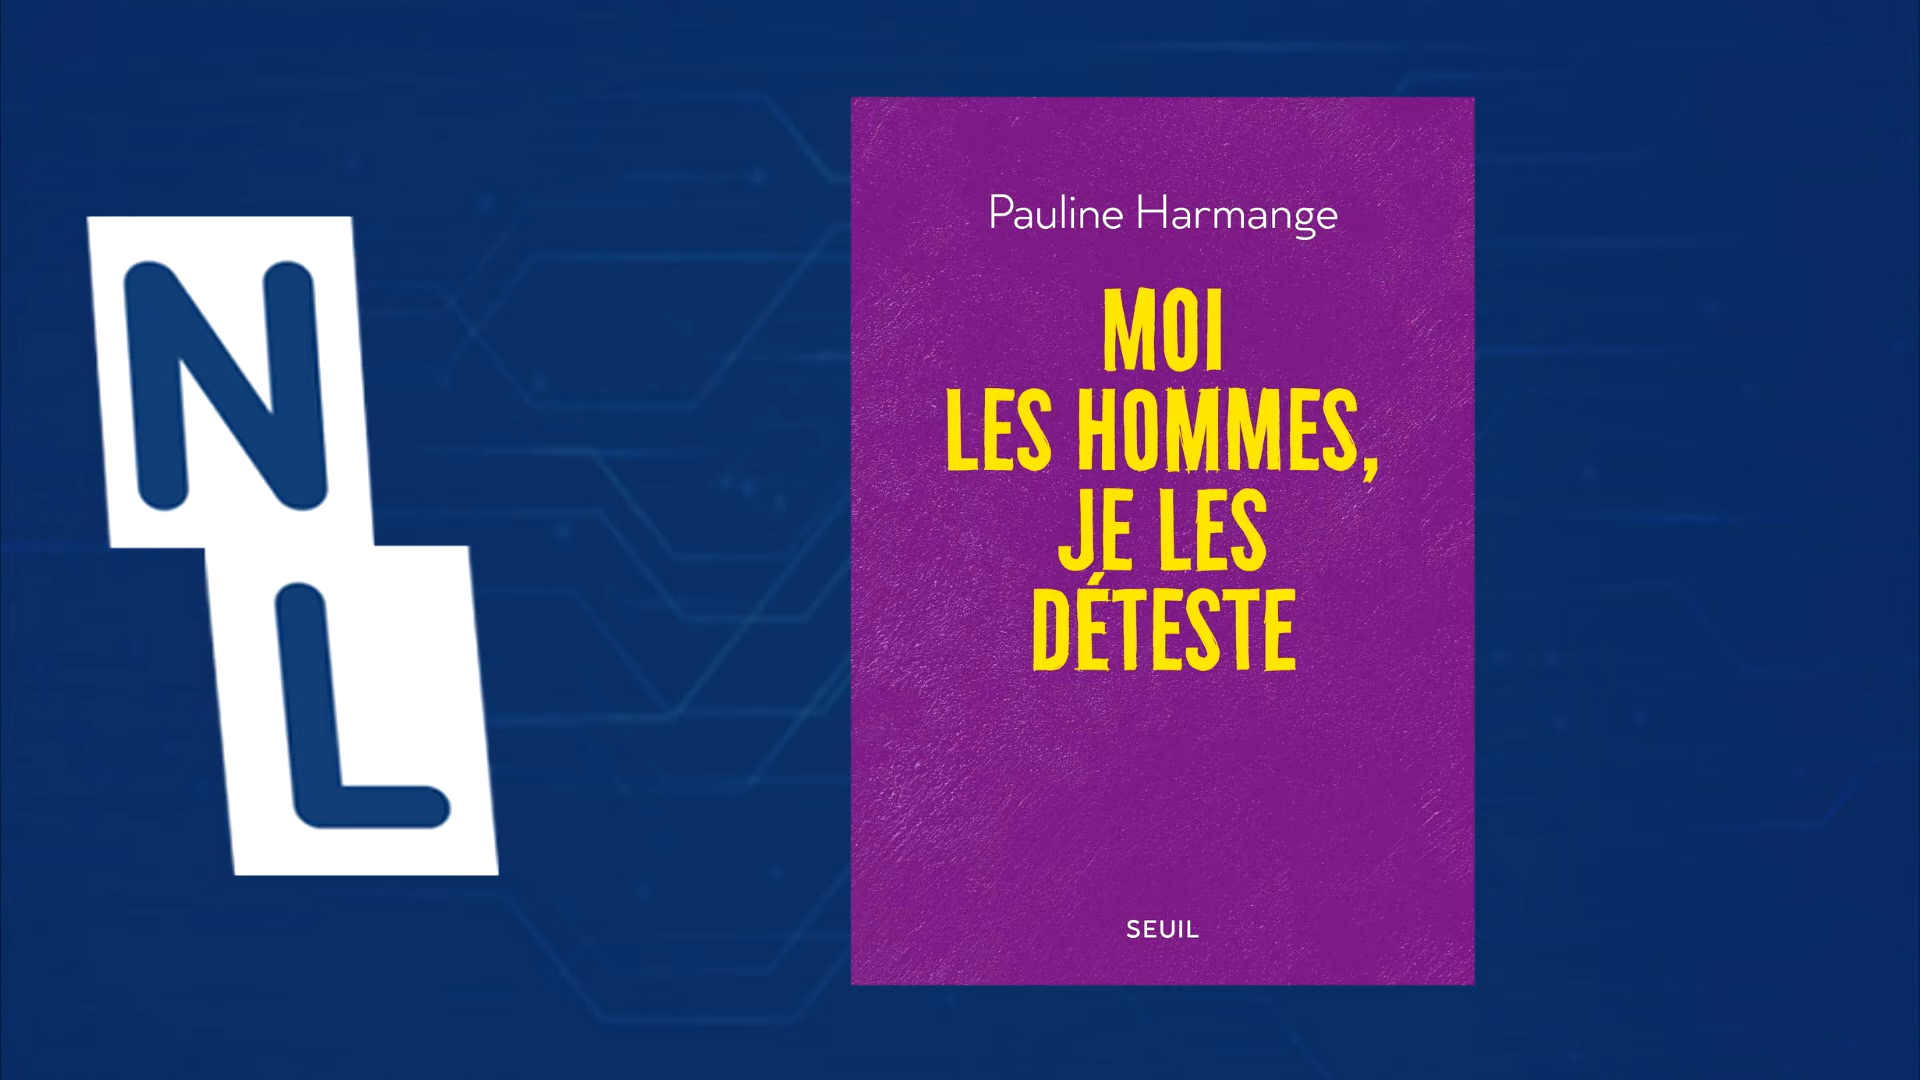 N
L
Pauline Harmange
MOI
LES HOMMES,
JE LES
DÉTESTE
SEUIL